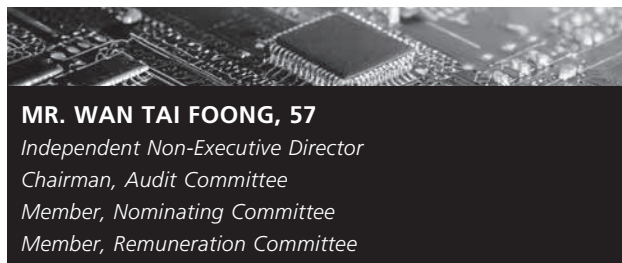 MR. WAN TAI FOONG, 57
Independent Non-Executive Director
Chairman, Audit Committee
Member, Nominating Committee
Member, Remuneration Committee